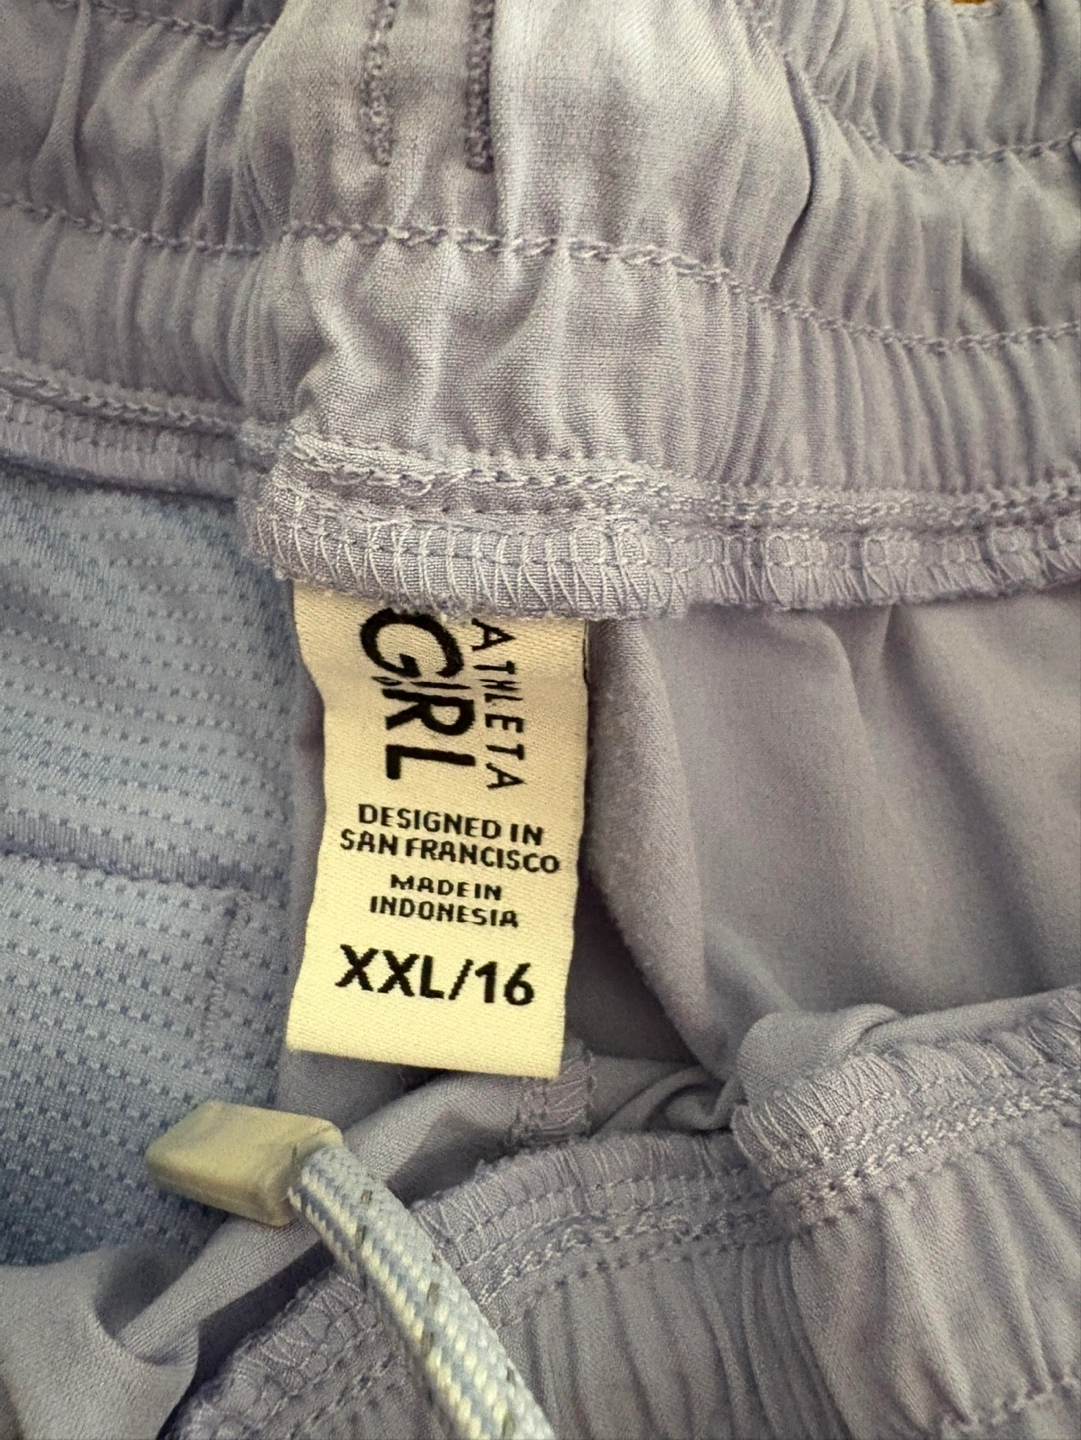 ATHLETA
GIRL
DESIGNED IN
SAN FRANCISCO
MADE IN
INDONESIA
XXL/16